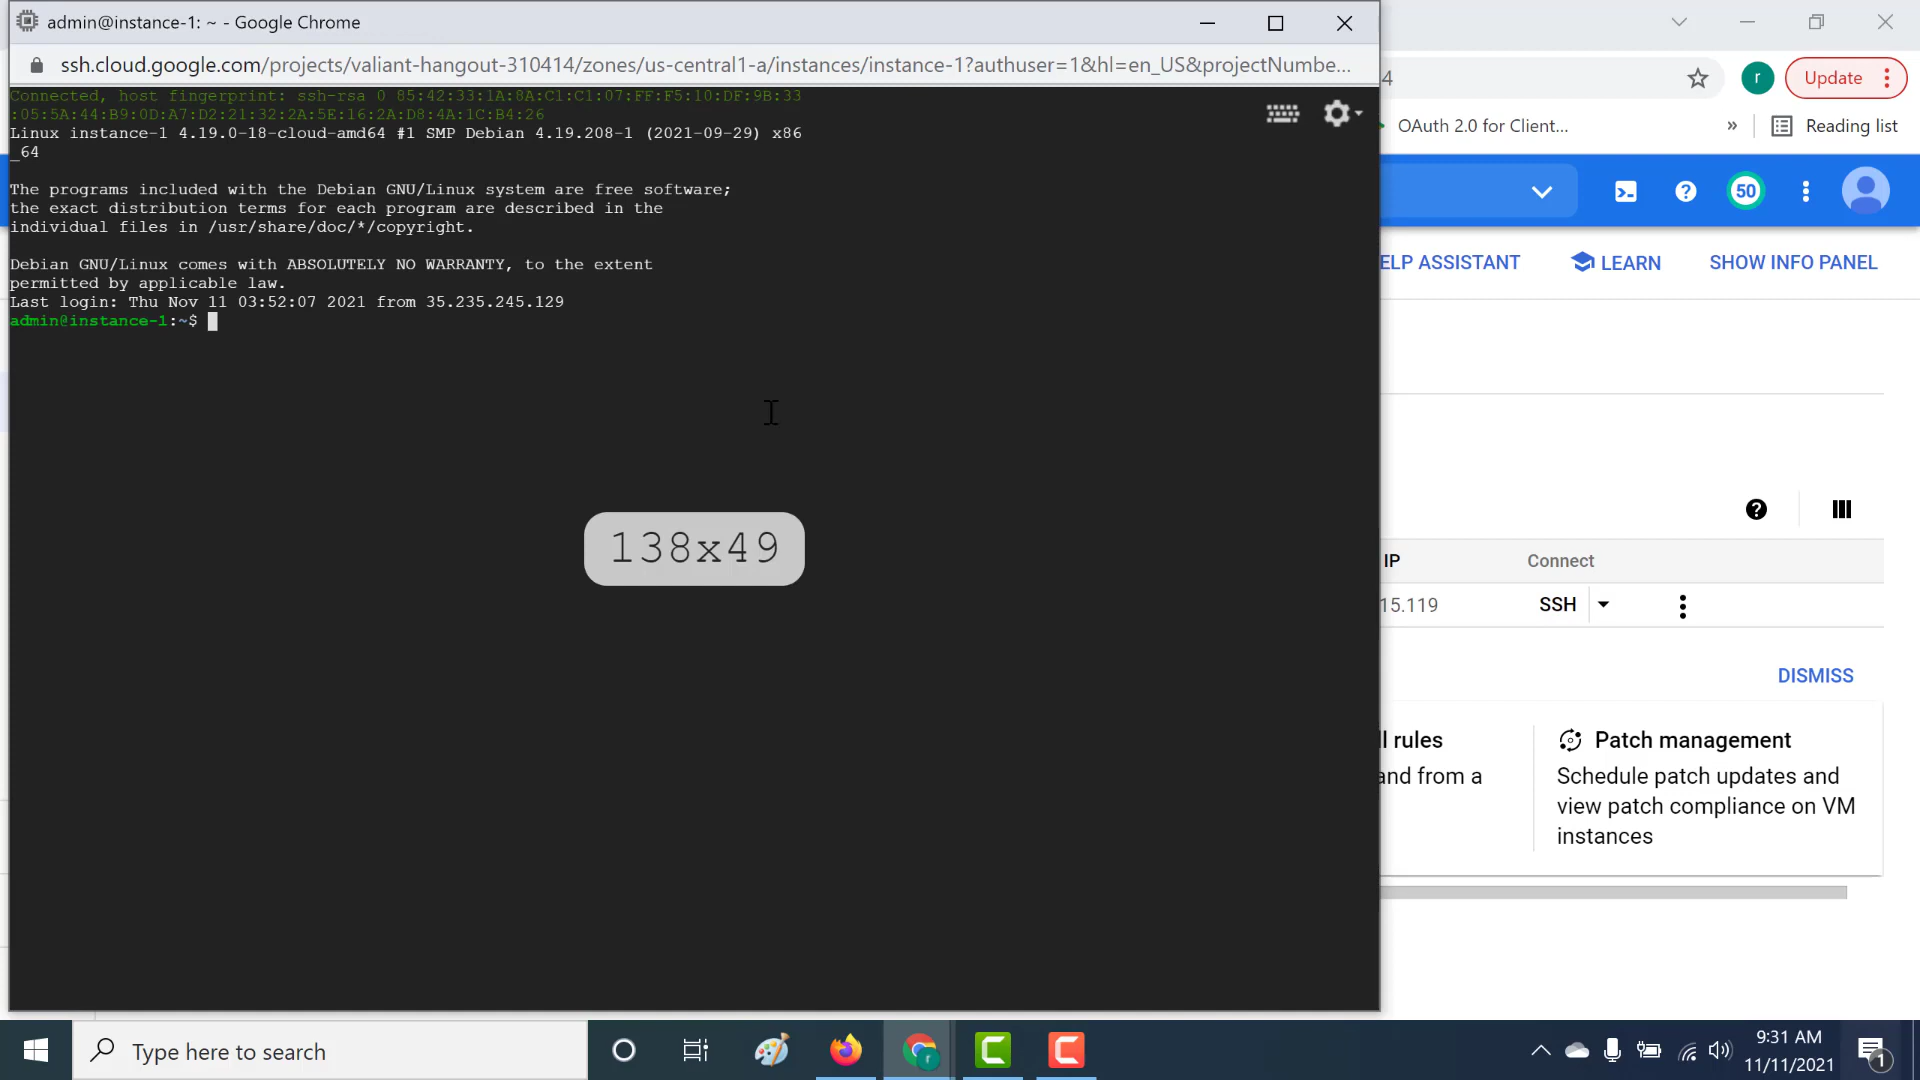 admin@instance-1: ~ - Google Chrome
ssh.cloud.google.com/projects/valiant-hangout-310414/zones/us-central1-a/instances/instance-1?authuser=1&hl=en_US&projectNumbe...
4
r
Update
Connected, host fingerprint: ssh-rsa 0 85:42:33:1A:8A:C1:C1:07:FF:F5:10:DF:9B:33
:05:5A:44:B9:0D:A7:D2:21:32:2A:5E:16:2A:D8:4A:1C:B4:26
Linux instance-1 4.19.0-18-cloud-amd64 #1 SMP Debian 4.19.208-1 (2021-09-29) x86
_64
The programs included with the Debian GNU/Linux system are free software;
the exact distribution terms for each program are described in the
individual files in /usr/share/doc/*/copyright.
Debian GNU/Linux comes with ABSOLUTELY NO WARRANTY, to the extent
permitted by applicable law.
Last login: Thu Nov 11 03:52:07 2021 from 35.235.245.129
admin@instance-1:~$
138x49
OAuth 2.0 for Client...
»
Reading list
50
ELP ASSISTANT
LEARN
SHOW INFO PANEL
IP
Connect
15.119
SSH
DISMISS
ll rules
and from a
Patch management
Schedule patch updates and
view patch compliance on VM
instances
Type here to search
9:31 AM
11/11/2021
1